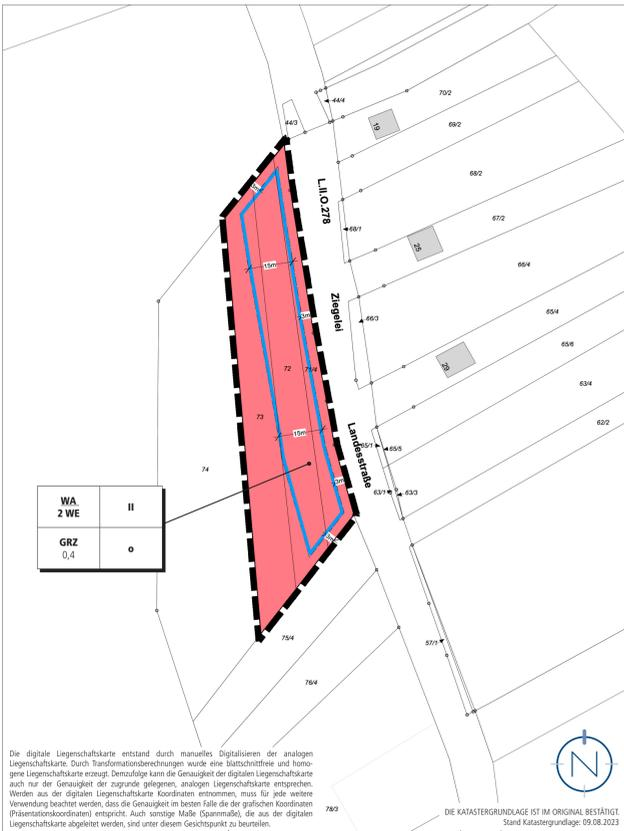 70/2
44/4
44/3
19
69/2
68/2
L.II.O.278
67/2
68/1
25
66/4
3m
15m
Ziegelei
66/3
3m
65/4
65/6
72
71/4
29
63/4
73
62/2
15m
Landesstraße
65/1
65/5
74
63/1
63/3
3m
WA
2 WE
II
GRZ
0,4
o
3m
75/4
57/1
76/4
N
78/3
Die digitale Liegenschaftskarte entstand durch manuelles Digitalisieren der analogen
Liegenschaftskarte. Durch Transformationsberechnungen wurde eine blattschnittfreie und homo-
gene Liegenschaftskarte erzeugt. Demzufolge kann die Genauigkeit der digitalen Liegenschaftskarte
auch nur der Genauigkeit der zugrunde gelegenen, analogen Liegenschaftskarte entsprechen.
Werden aus der digitalen Liegenschaftskarte Koordinaten entnommen, muss für jede weitere
Verwendung beachtet werden, dass die Genauigkeit im besten Falle die der grafischen Koordinaten
(Präsentationskoordinaten) entspricht. Auch sonstige Maße (Spannmaße), die aus der digitalen
Liegenschaftskarte abgeleitet werden, sind unter diesem Gesichtspunkt zu beurteilen.
DIE KATASTERGRUNDLAGE IST IM ORIGINAL BESTÄTIGT.
Stand Katastergrundlage: 09.08.2023